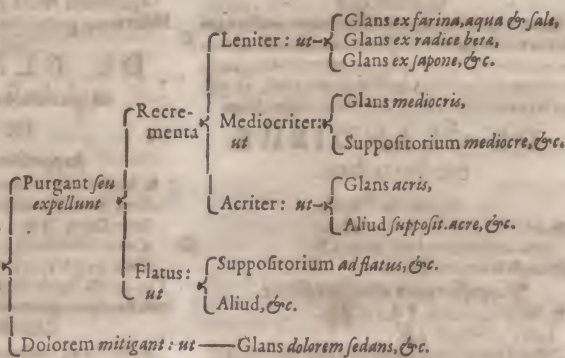 Leniter: ut
Glans ex farina, aqua & sale,
Glans ex radice betæ,
Glans ex sapone, &c.
Recre-
menta
Mediocriter:
ut
Glans mediocris,
Suppositorium mediocre, &c.
Purgant seu
expellunt
Acriter: ut
Glans acris,
Aliud supposit. acre, &c.
Flatus:
ut
Suppositorium ad flatus, &c.
Aliud, &c.
Dolorem mitigant: ut
Glans dolorem sedans, &c.